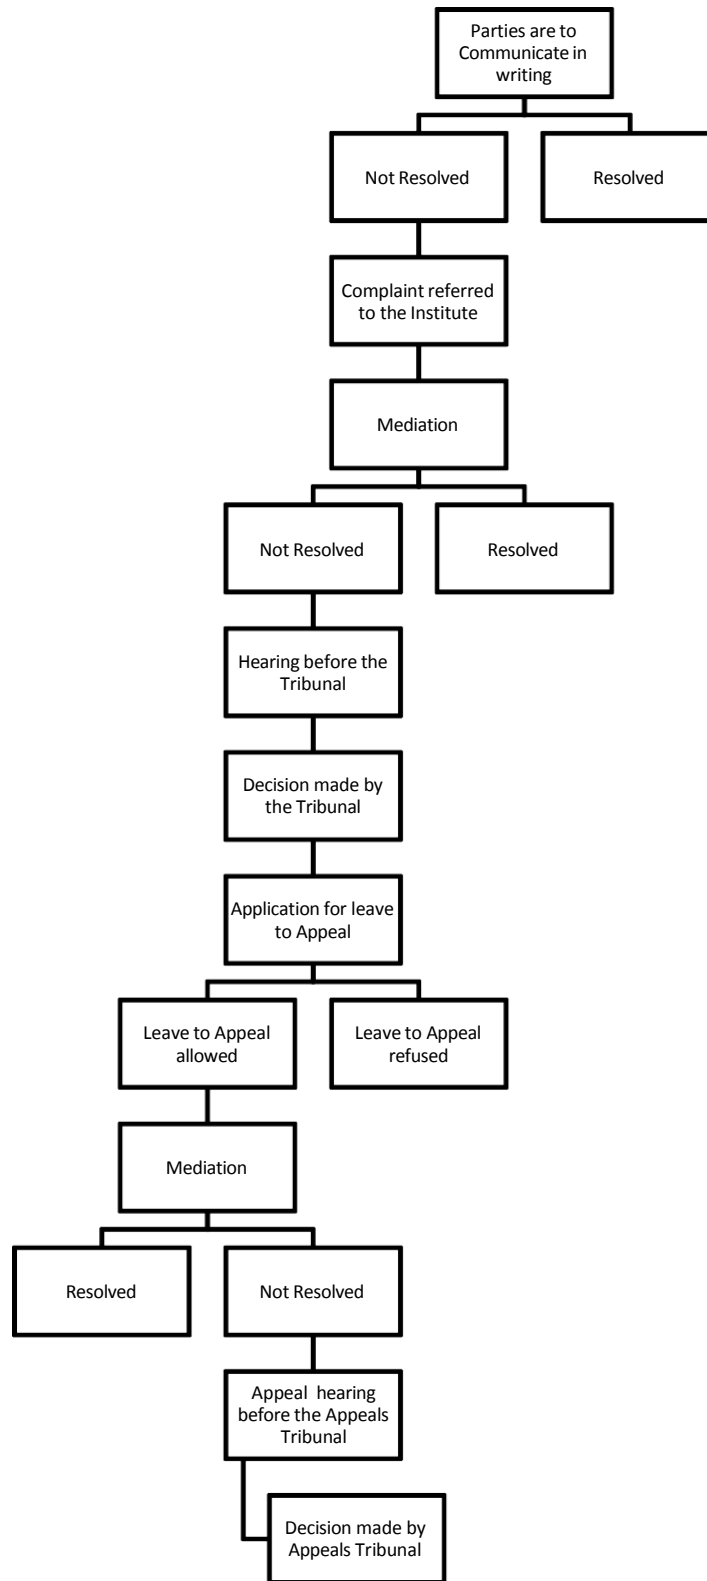 Parties are to
Communicate in
writing
Not Resolved
Resolved
Complaint referred
to the Institute
Mediation
Not Resolved
Resolved
Hearing before the
Tribunal
Decision made by
the Tribunal
Application for leave
to Appeal
Leave to Appeal
allowed
Leave to Appeal
refused
Mediation
Resolved
Not Resolved
Appeal  hearing
before the Appeals
Tribunal
Decision made by
Appeals Tribunal